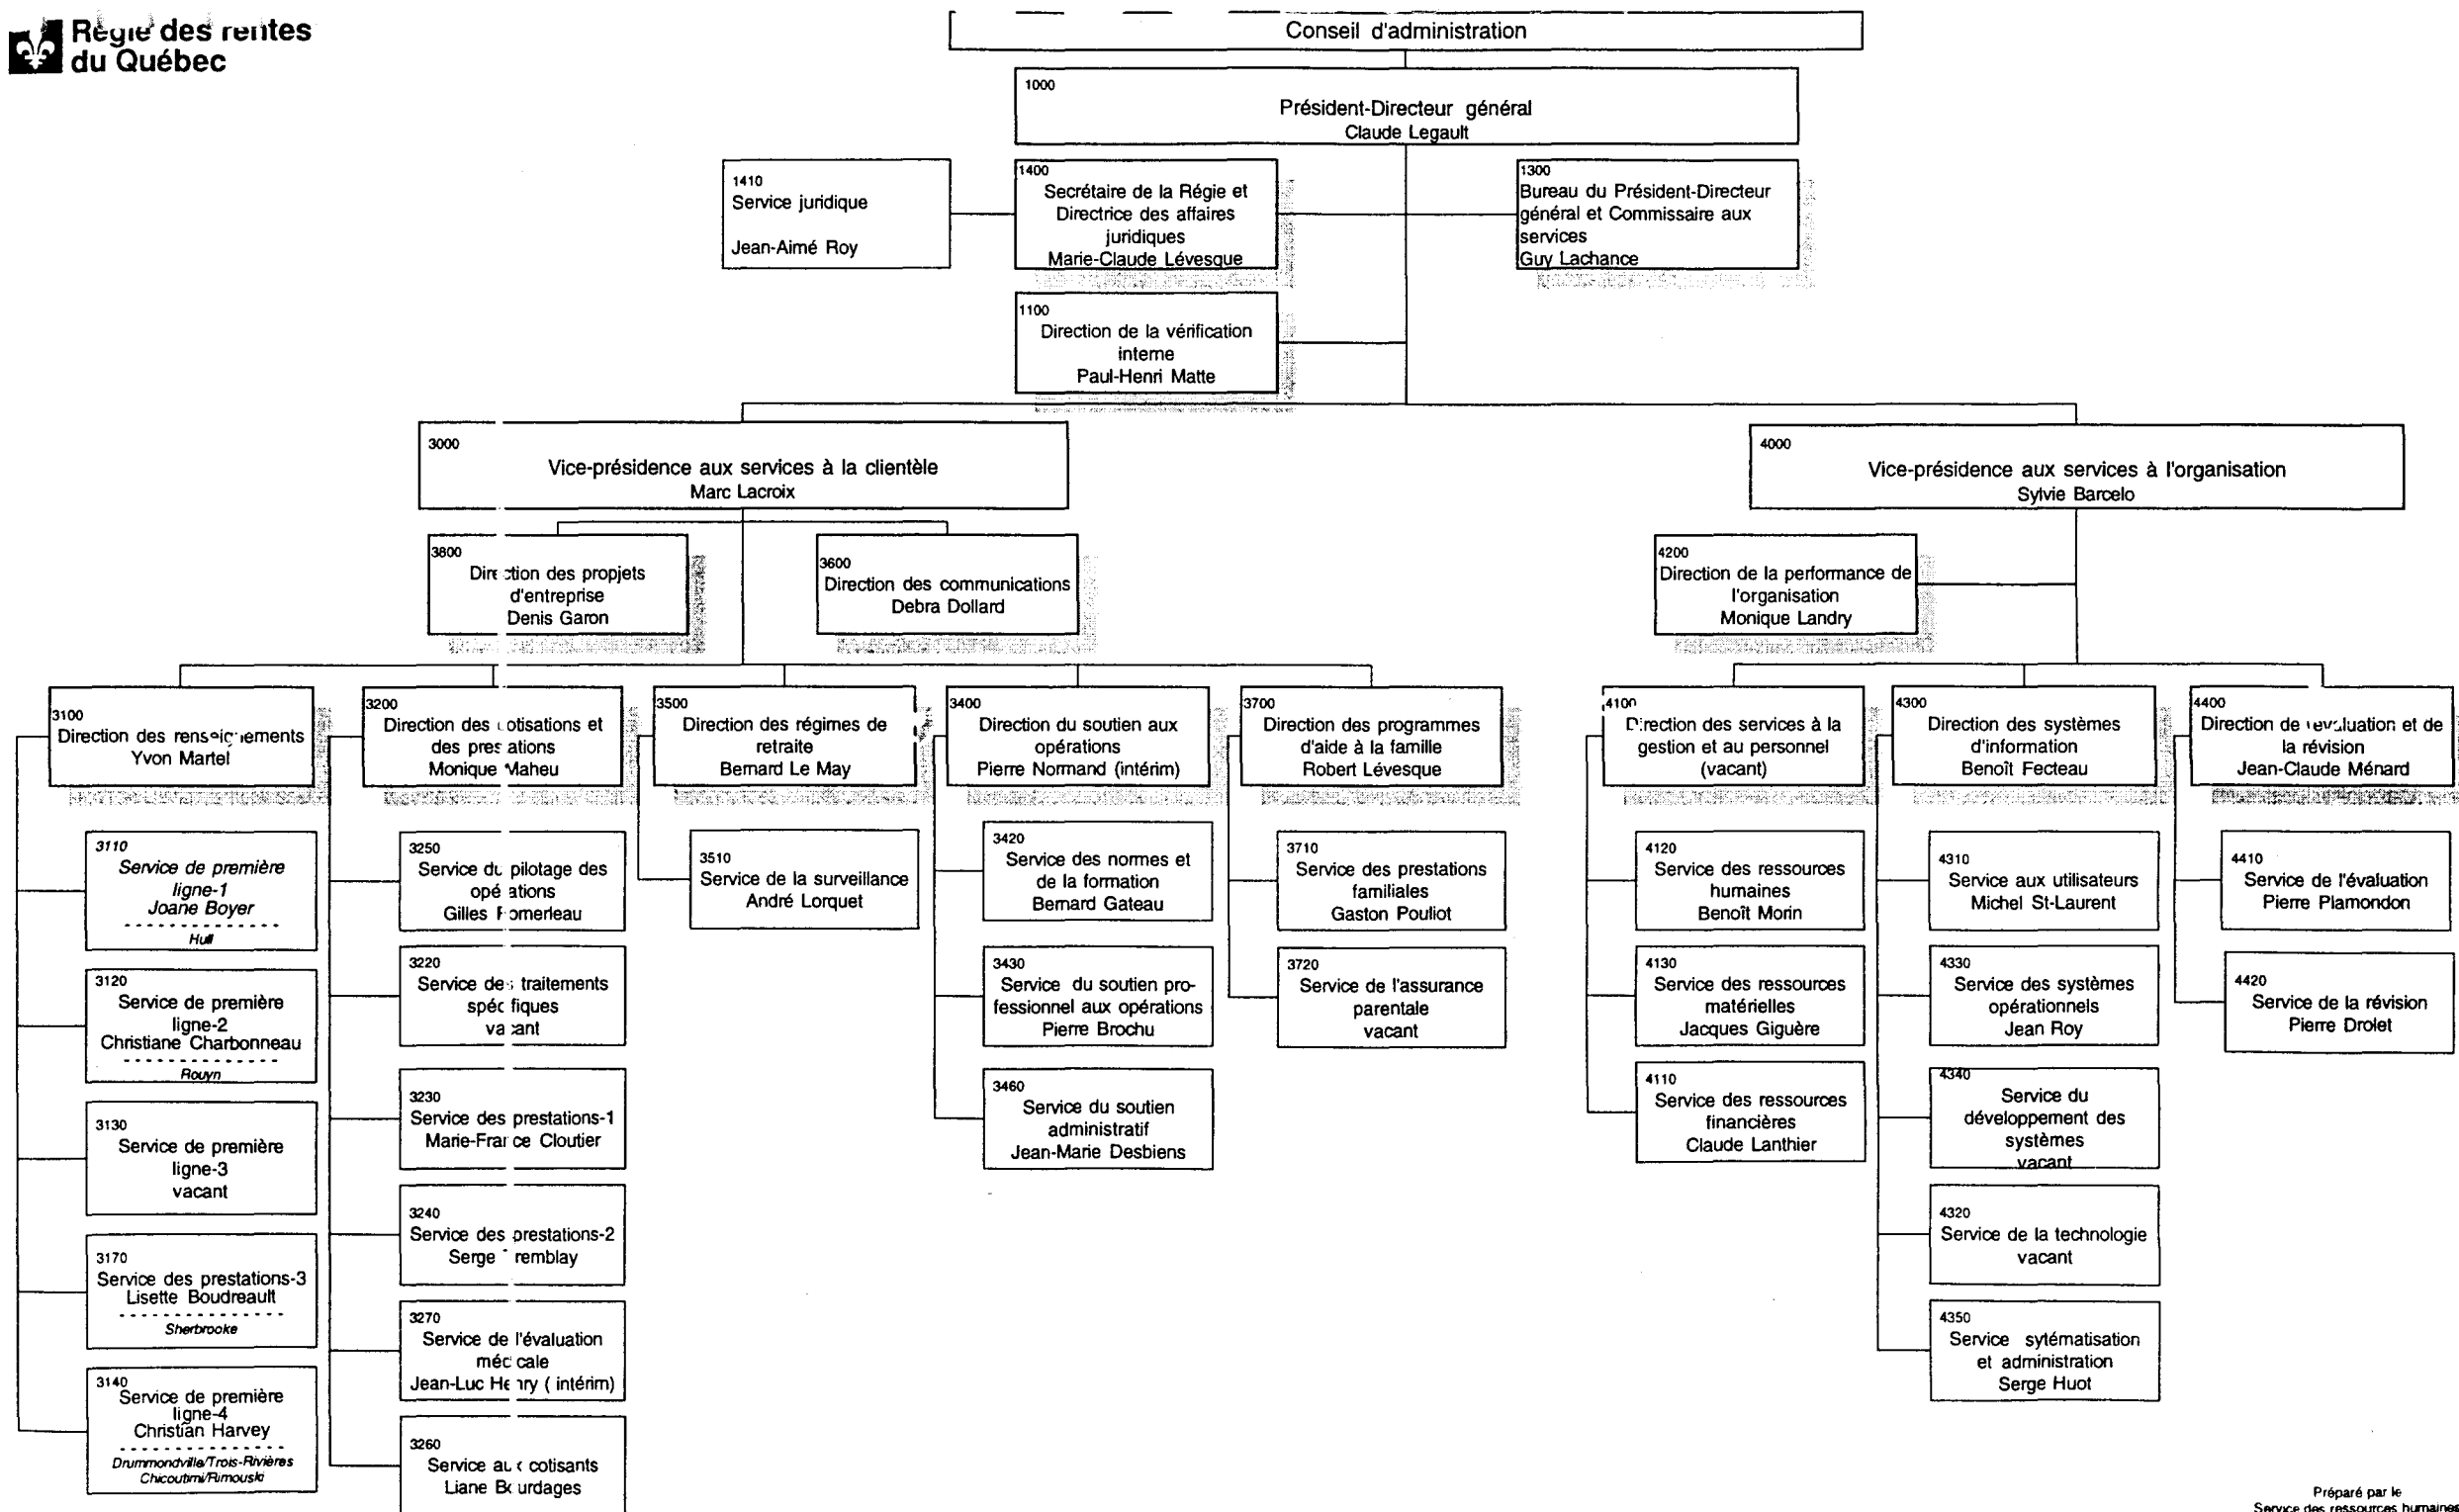 Régie des rentes
du Québec
Conseil d'administration
1000
Président-Directeur général
Claude Legault
1410
Service juridique
Jean-Aimé Roy
1400
Secrétaire de la Régie et
Directrice des affaires
juridiques
Marie-Claude Lévesque
1300
Bureau du Président-Directeur
général et Commissaire aux
services
Guy Lachance
1100
Direction de la vérification
interne
Paul-Henri Matte
3000
Vice-présidence aux services à la clientèle
Marc Lacroix
4000
Vice-présidence aux services à l'organisation
Sylvie Barcelo
3800
Direction des propjets
d'entreprise
Denis Garon
3600
Direction des communications
Debra Dollard
4200
Direction de la performance de
l'organisation
Monique Landry
3100
Direction des renseignements
Yvon Martel
3200
Direction des cotisations et
des prestations
Monique Maheu
3500
Direction des régimes de
retraite
Bernard Le May
3400
Direction du soutien aux
opérations
Pierre Normand (intérim)
3700
Direction des programmes
d'aide à la famille
Robert Lévesque
4100
Direction des services à la
gestion et au personnel
(vacant)
4300
Direction des systèmes
d'information
Benoît Fecteau
4400
Direction de l'évaluation et de
la révision
Jean-Claude Ménard
3110
Service de première
ligne-1
Joane Boyer
Hull
3120
Service de première
ligne-2
Christiane Charbonneau
Rouyn
3130
Service de première
ligne-3
vacant
3170
Service des prestations-3
Lisette Boudreault
Sherbrooke
3140
Service de première
ligne-4
Christian Harvey
Drummondville/Trois-Rivières
Chicoutimi/Rimouski
3250
Service du pilotage des
opérations
Gilles Pomerleau
3220
Service des traitements
spécifiques
vacant
3230
Service des prestations-1
Marie-France Cloutier
3240
Service des prestations-2
Serge Tremblay
3270
Service de l'évaluation
médicale
Jean-Luc Henry ( intérim)
3260
Service aux cotisants
Liane Bourdages
3510
Service de la surveillance
André Lorquet
3420
Service des normes et
de la formation
Bernard Gateau
3430
Service du soutien pro-
fessionnel aux opérations
Pierre Brochu
3460
Service du soutien
administratif
Jean-Marie Desbiens
3710
Service des prestations
familiales
Gaston Pouliot
3720
Service de l'assurance
parentale
vacant
4120
Service des ressources
humaines
Benoît Morin
4130
Service des ressources
matérielles
Jacques Giguère
4110
Service des ressources
financières
Claude Lanthier
4310
Service aux utilisateurs
Michel St-Laurent
4330
Service des systèmes
opérationnels
Jean Roy
4340
Service du
développement des
systèmes
vacant
4320
Service de la technologie
vacant
4350
Service sytématisation
et administration
Serge Huot
4410
Service de l'évaluation
Pierre Plamondon
4420
Service de la révision
Pierre Drolet
Préparé par le
Service des ressources humaines